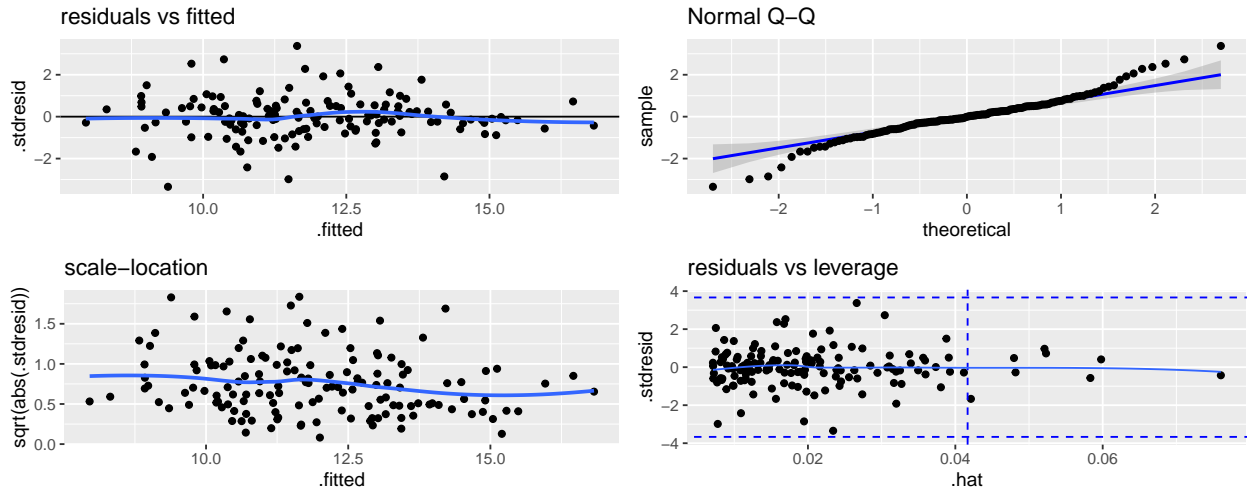 residuals vs fitted
.stdresid
2
0
−2
10.0 12.5 15.0
.fitted
Normal Q−Q
sample
2
0
−2
−2 −1 0 1 2
theoretical
scale−location
sqrt(abs(.stdresid))
1.5
1.0
0.5
0.0
10.0 12.5 15.0
.fitted
residuals vs leverage
.stdresid
4
2
0
−2
−4
0.02 0.04 0.06
.hat